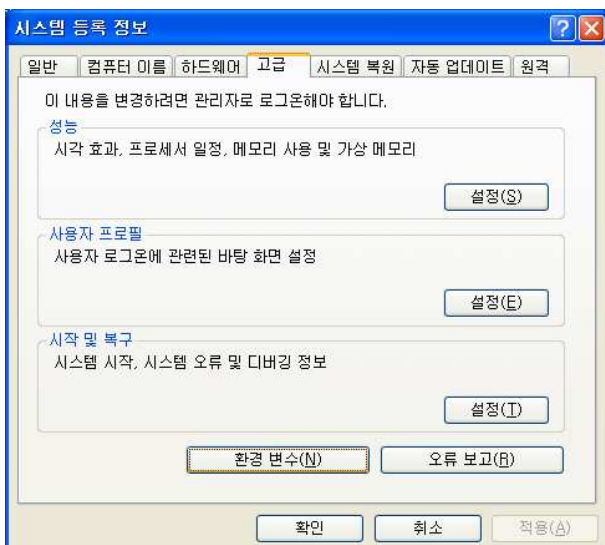 시스템 등록 정보
일반 컴퓨터 이름 하드웨어 고급 시스템 복원 자동 업데이트 원격
이 내용을 변경하려면 관리자로 로그온해야 합니다.
성능
시각 효과, 프로세서 일정, 메모리 사용 및 가상 메모리
설정(S)
사용자 프로필
사용자 로그온에 관련된 바탕 화면 설정
설정(E)
시작 및 복구
시스템 시작, 시스템 오류 및 디버깅 정보
설정(T)
환경 변수(N) 오류 보고(R)
확인 취소 적용(A)